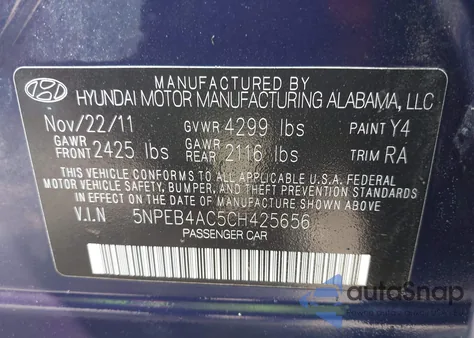 MANUFACTURED BY
HYUNDAI MOTOR MANUFACTURING ALABAMA, LLC
Nov/22/11 GVWR 4299 lbs PAINT Y4
GAWR FRONT 2425 lbs GAWR REAR 2116 lbs TRIM RA
THIS VEHICLE CONFORMS TO ALL APPLICABLE U.S.A. FEDERAL
MOTOR VEHICLE SAFETY, BUMPER, AND THEFT PREVENTION STANDARDS
IN EFFECT ON THE DATE OF MANUFACTURE SHOWN ABOVE.
V.I.N 5NPEB4AC5CH425656
PASSENGER CAR
autoSnap